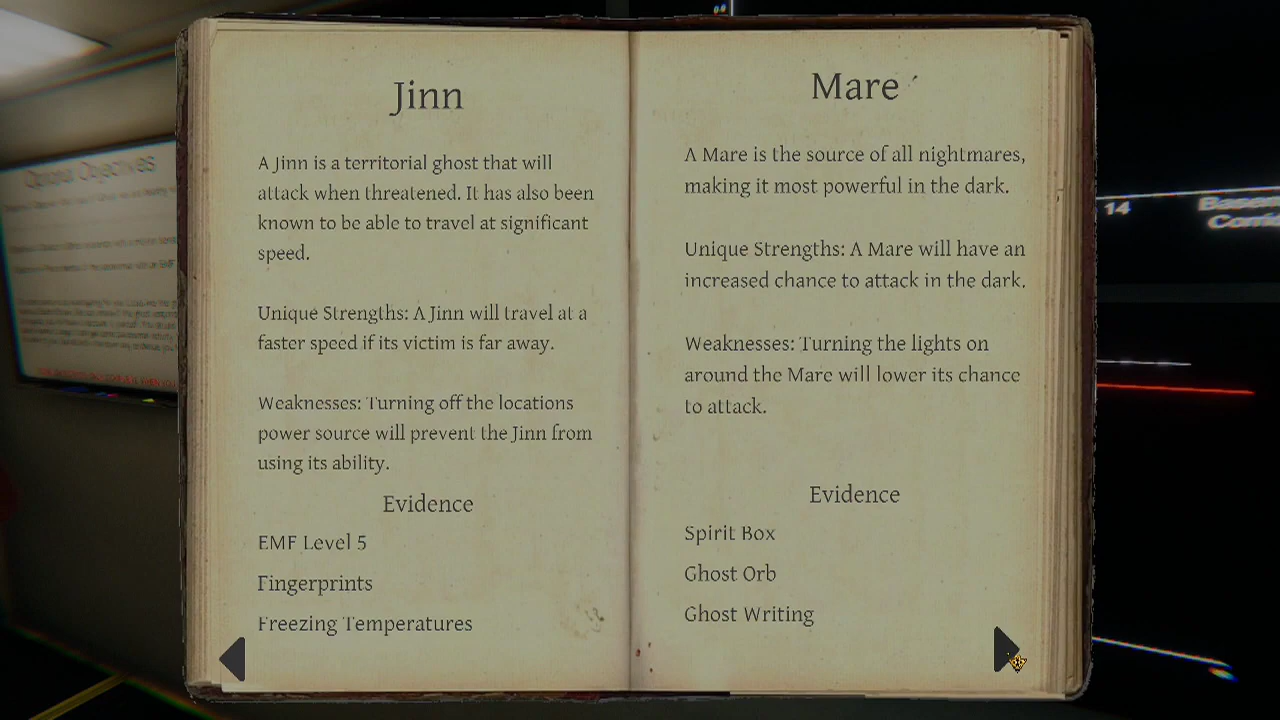 Jinn
A Jinn is a territorial ghost that will
attack when threatened. It has also been
known to be able to travel at significant
speed.
Unique Strengths: A Jinn will travel at a
faster speed if its victim is far away.
Weaknesses: Turning off the locations
power source will prevent the Jinn from
using its ability.
Evidence
EMF Level 5
Fingerprints
Freezing Temperatures
Mare
A Mare is the source of all nightmares,
making it most powerful in the dark.
Unique Strengths: A Mare will have an
increased chance to attack in the dark.
Weaknesses: Turning the lights on
around the Mare will lower its chance
to attack.
Evidence
Spirit Box
Ghost Orb
Ghost Writing
14
Objectives